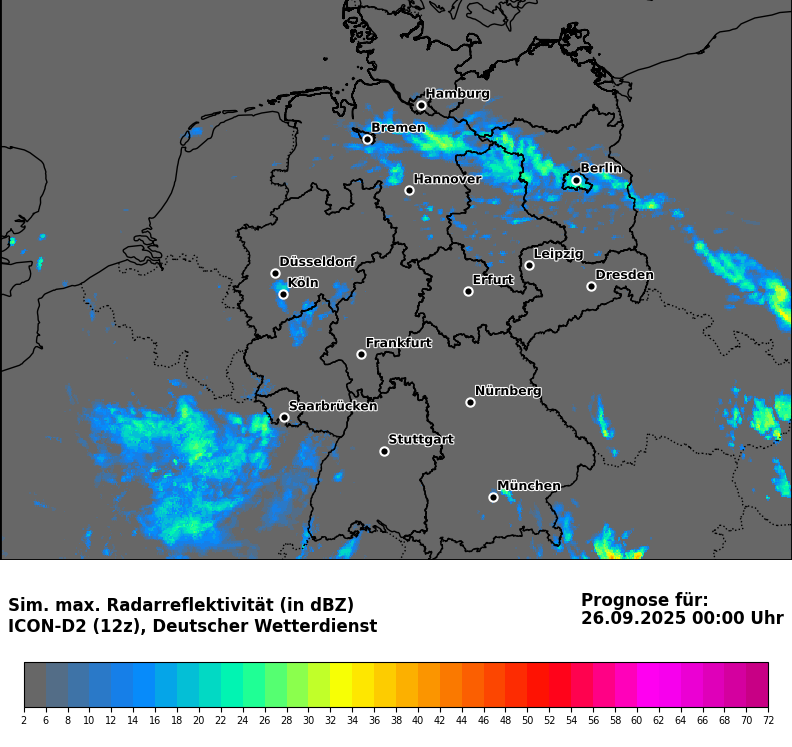 Hamburg
Bremen
Berlin
Hannover
Düsseldorf
Leipzig
Köln
Erfurt
Dresden
Frankfurt
Nürnberg
Saarbrücken
Stuttgart
München
Sim. max. Radarreflektivität (in dBZ)
ICON-D2 (12z), Deutscher Wetterdienst
Prognose für:
26.09.2025 00:00 Uhr
2 6 8 10 12 14 16 18 20 22 24 26 28 30 32 34 36 38 40 42 44 46 48 50 52 54 56 58 60 62 64 66 68 70 72